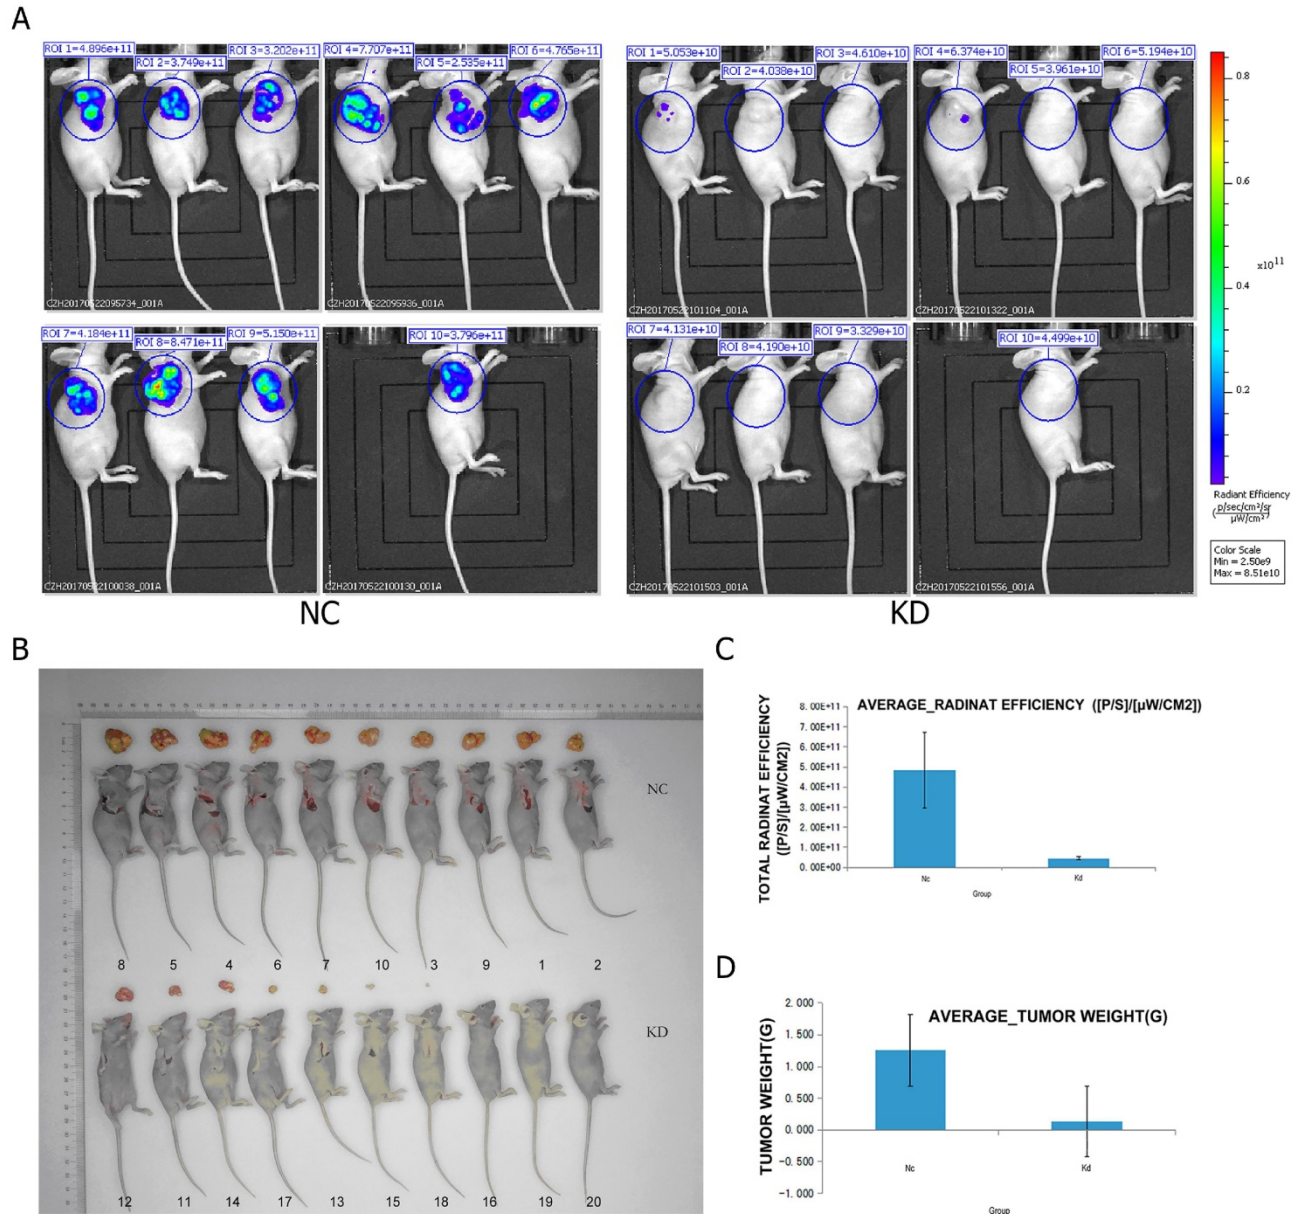 A
ROI 1=4.896e+11
ROI 2=3.749e+11
ROI 3=3.202e+11
ROI 4=7.707e+11
ROI 5=2.535e+11
ROI 6=4.765e+11
CZH20170522095734_001A
CZH20170522095936_001A
ROI 7=4.184e+11
ROI 8=8.471e+11
ROI 9=5.150e+11
ROI 10=3.796e+11
CZH20170522100038_001A
CZH20170522100130_001A
NC
ROI 1=5.053e+10
ROI 2=4.038e+10
ROI 3=4.610e+10
ROI 4=6.374e+10
ROI 5=3.961e+10
ROI 6=5.194e+10
CZH20170522101104_001A
CZH20170522101322_001A
ROI 7=4.131e+10
ROI 8=4.190e+10
ROI 9=3.329e+10
ROI 10=4.499e+10
CZH20170522101503_001A
CZH20170522101556_001A
KD
0.8
0.6
x10¹¹
0.4
0.2
Radiant Efficiency
(p/sec/cm²/sr
µW/cm²)
Color Scale
Min = 2.50e9
Max = 8.51e10
B
NC
8 5 4 6 7 10 3 9 1 2
KD
12 11 14 17 13 15 18 16 19 20
C
AVERAGE_RADINAT EFFICIENCY ([P/S]/[µW/CM2])
TOTAL RADINAT EFFICIENCY
([P/S]/[µW/CM2])
8.00E+11
7.00E+11
6.00E+11
5.00E+11
4.00E+11
3.00E+11
2.00E+11
1.00E+11
0.00E+00
Nc Kd
Group
D
AVERAGE_TUMOR WEIGHT(G)
TUMOR WEIGHT(G)
2.000
1.500
1.000
0.500
0.000
-0.500
-1.000
Nc Kd
Group